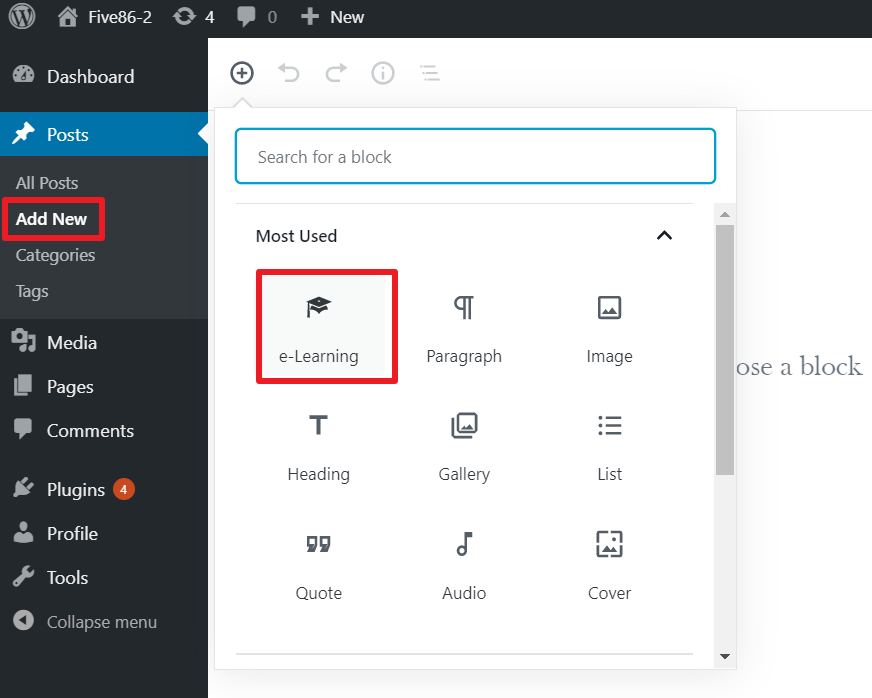 Five86-2 4 0 New
Dashboard
Posts
All Posts
Add New
Categories
Tags
Media
Pages
Comments
Plugins 4
Profile
Tools
Collapse menu
Search for a block
Most Used
e-Learning Paragraph Image
Heading Gallery List
Quote Audio Cover
ose a block